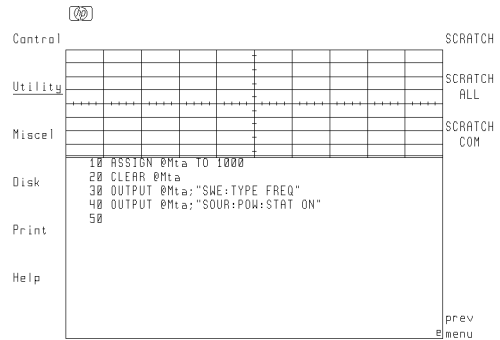 Control
Utility
Miscel
Disk
Print
Help
10 ASSIGN @Mta TO 1000
20 CLEAR @Mta
30 OUTPUT @Mta;"SWE:TYPE FREQ"
40 OUTPUT @Mta;"SOUR:POW:STAT ON"
50
SCRATCH
SCRATCH
ALL
SCRATCH
COM
prev
menu